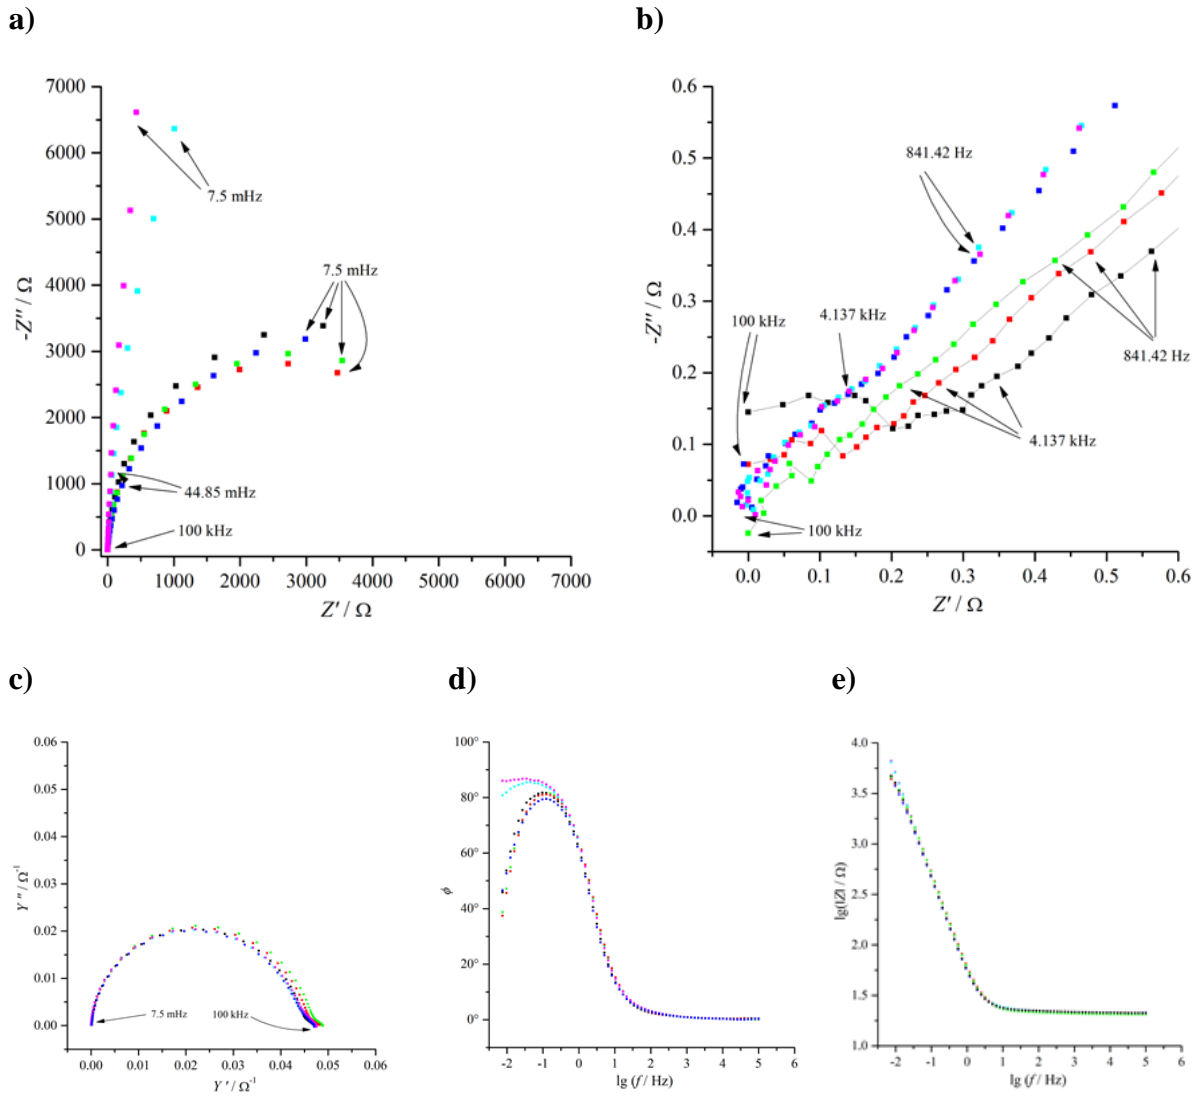 a)
b)
7000
6000
5000
4000
3000
2000
1000
0
-Z'' / Ω
0 1000 2000 3000 4000 5000 6000 7000
Z' / Ω
7.5 mHz
7.5 mHz
44.85 mHz
100 kHz
0.6
0.5
0.4
0.3
0.2
0.1
0.0
-Z'' / Ω
0.0 0.1 0.2 0.3 0.4 0.5 0.6
Z' / Ω
841.42 Hz
100 kHz
4.137 kHz
841.42 Hz
4.137 kHz
100 kHz
c)
d)
e)
0.06
0.05
0.04
0.03
0.02
0.01
0.00
Y'' / Ω-1
0.00 0.01 0.02 0.03 0.04 0.05 0.06
Y' / Ω-1
7.5 mHz
100 kHz
100°
80°
60°
40°
20°
0°
ϕ
-2 -1 0 1 2 3 4 5 6
lg (f / Hz)
4.0
3.5
3.0
2.5
2.0
1.5
1.0
lg(|Z| / Ω)
-2 -1 0 1 2 3 4 5 6
lg (f / Hz)